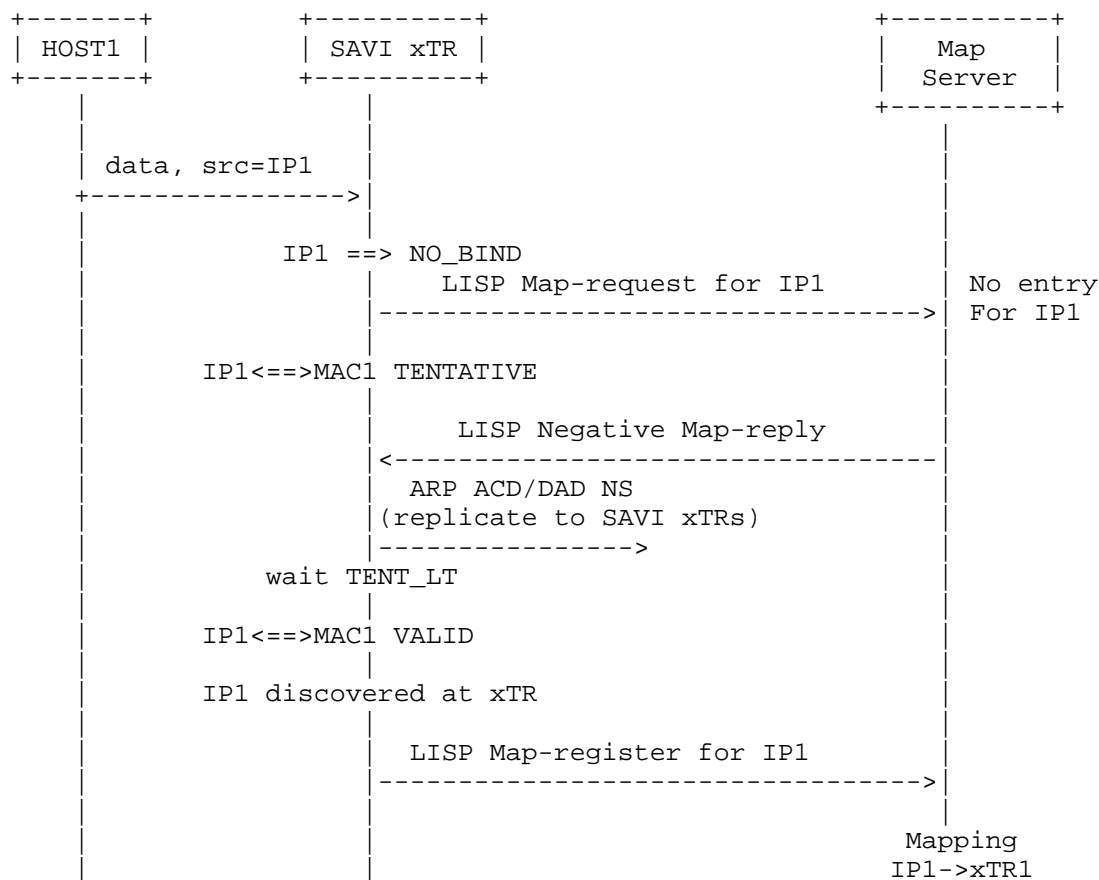 HOST1 SAVI xTR Map
Server
data, src=IP1
IP1 ==> NO_BIND
LISP Map-request for IP1 No entry
For IP1
IP1<==>MAC1 TENTATIVE
LISP Negative Map-reply
ARP ACD/DAD NS
(replicate to SAVI xTRs)
wait TENT_LT
IP1<==>MAC1 VALID
IP1 discovered at xTR
LISP Map-register for IP1
Mapping
IP1->xTR1